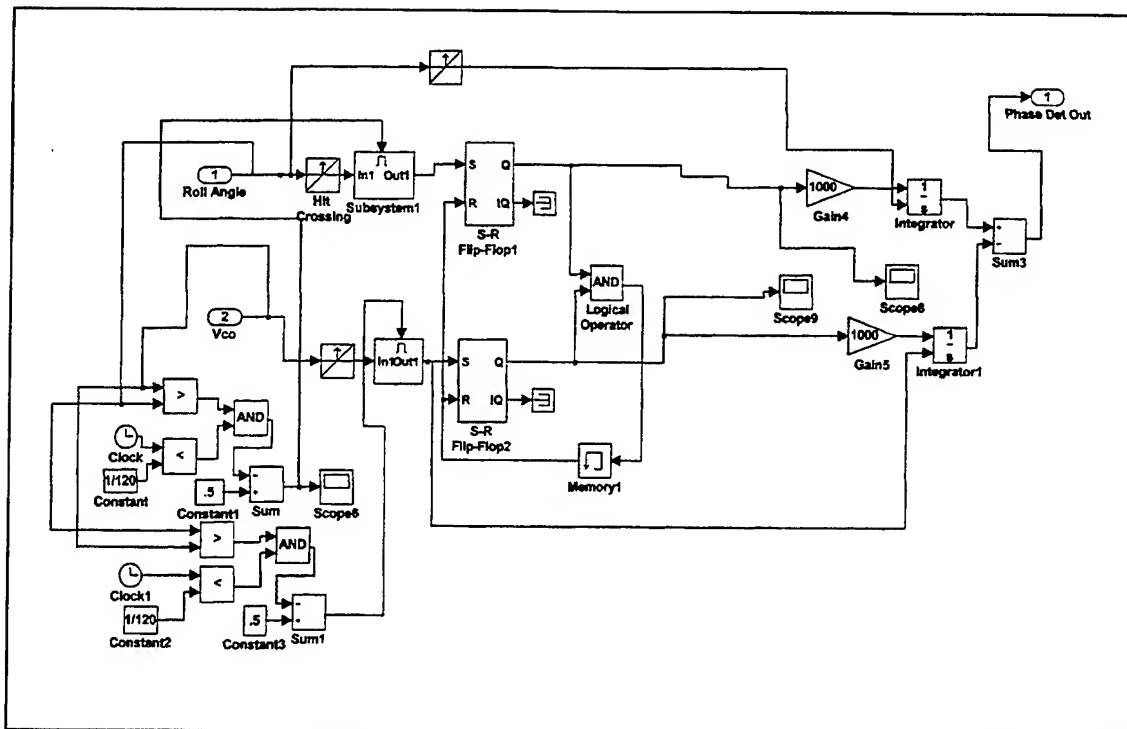 1
Phase Det Out
1
Roll Angle
Hit
Crossing
In1 Out1
Subsystem1
S Q
R !Q
S-R
Flip-Flop1
1000
Gain4
1
s
Integrator
+
−
Sum3
AND
Logical
Operator
Scope9
Scope8
2
Vco
In1Out1
S Q
R !Q
S-R
Flip-Flop2
1000
Gain5
1
s
Integrator1
>
AND
Clock
<
1/120
Constant
.5
Constant1
−
+
Sum
Scope6
Memory1
>
AND
Clock1
<
1/120
Constant2
.5
Constant3
−
+
Sum1